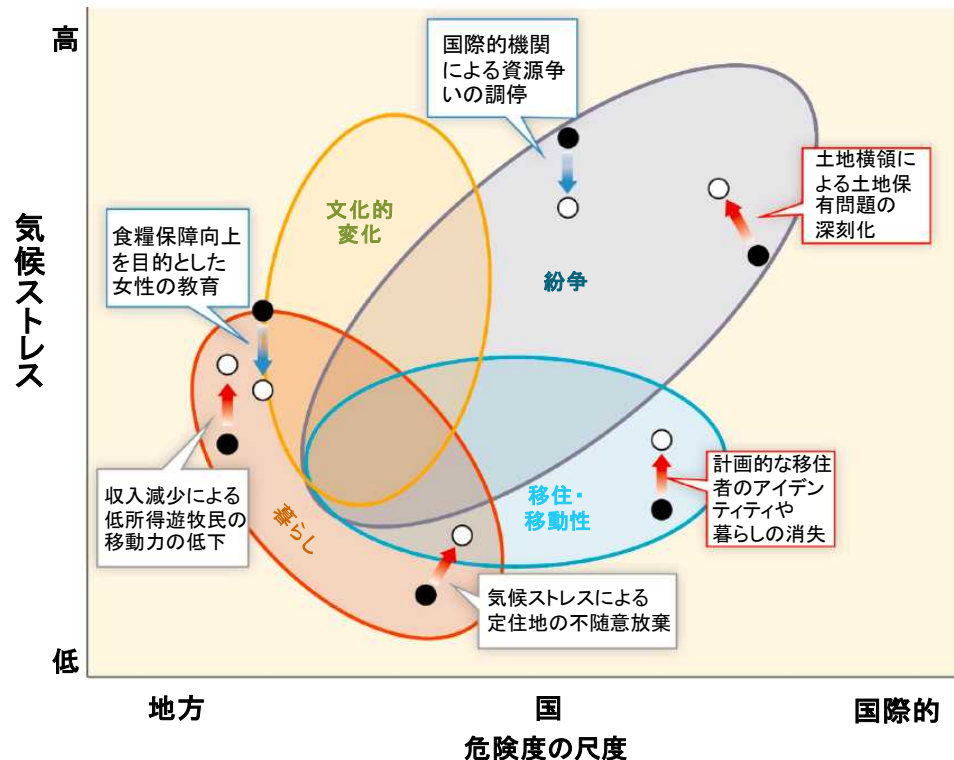 高
国際的機関
による資源争
いの調停
土地横領に
よる土地保
有問題の
深刻化
文化的
変化
気候ストレス
食糧保障向上
を目的とした
女性の教育
紛争
収入減少による
低所得遊牧民の
移動力の低下
暮らし
移住・
移動性
計画的な移住
者のアイデン
ティティや
暮らしの消失
気候ストレスによる
定住地の不随意放棄
低
地方
国
国際的
危険度の尺度